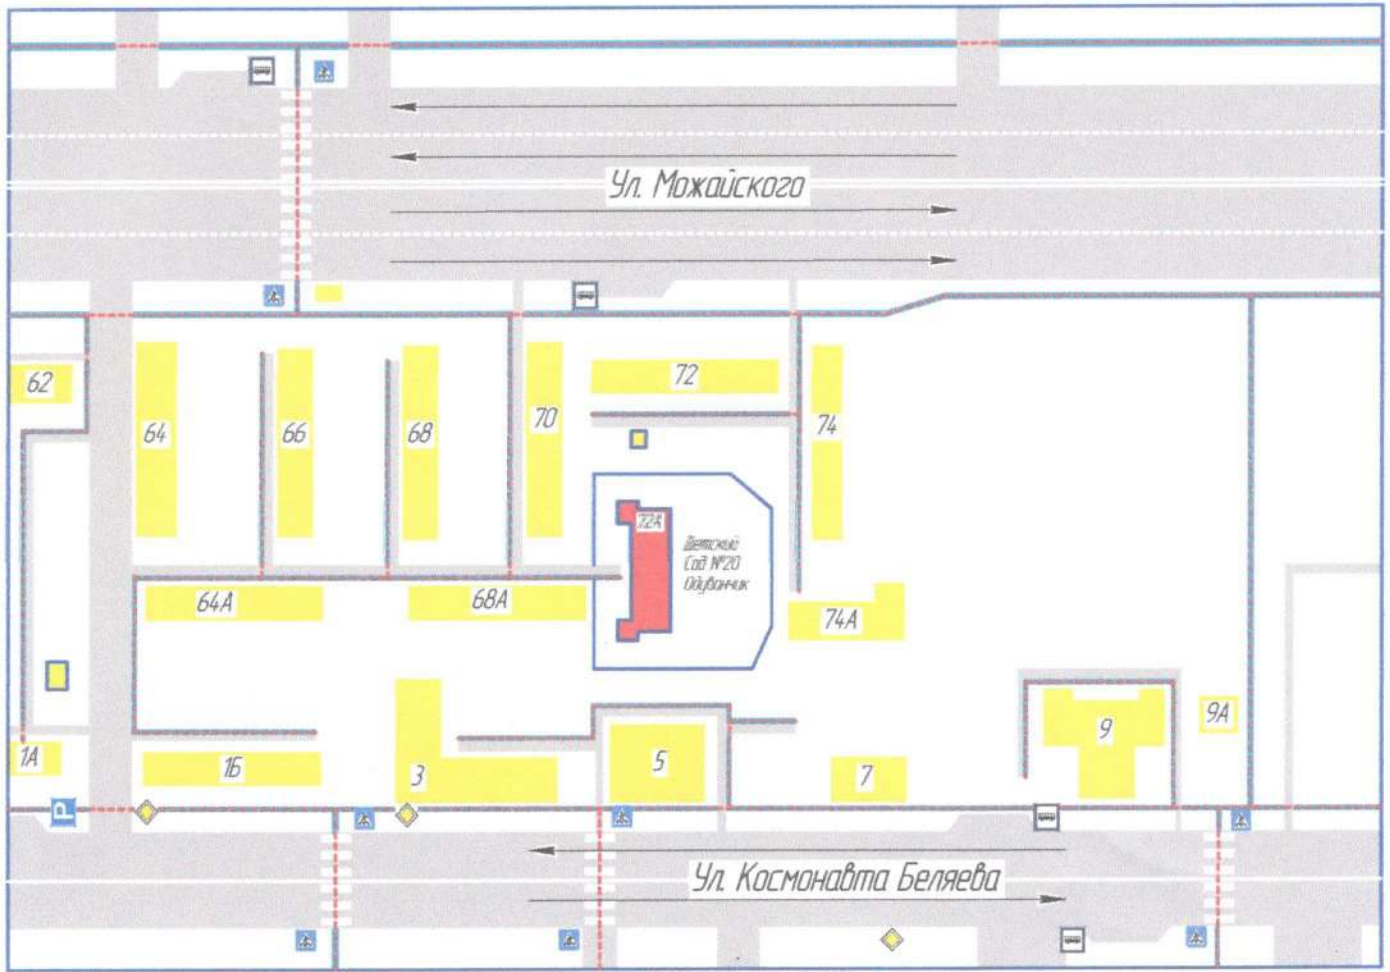 Ул. Можайского
62
64
66
68
70
72
74
72А
Детский
Сад №20
Одуванчик
64А
68А
74А
1А
1Б
3
5
7
9
9А
P
Ул. Космонавта Беляева